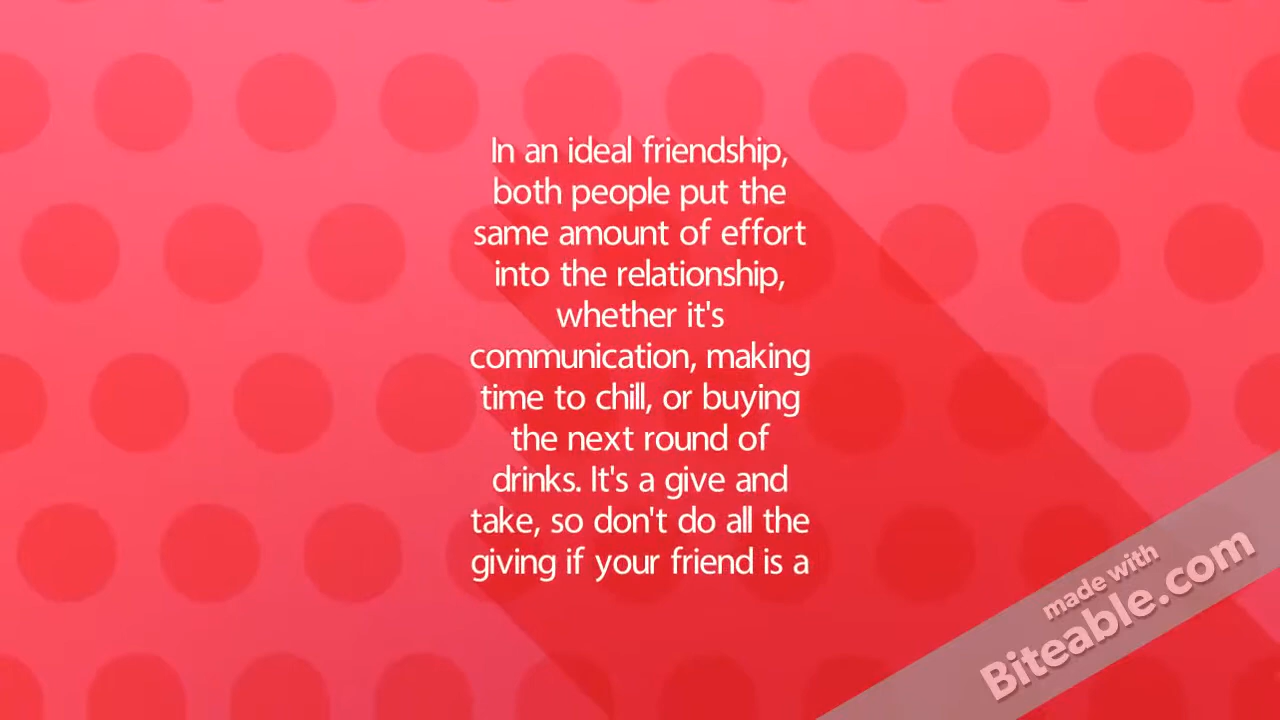 In an ideal friendship,
both people put the
same amount of effort
into the relationship,
whether it's
communication, making
time to chill, or buying
the next round of
drinks. It's a give and
take, so don't do all the
giving if your friend is a
made with
Biteable.com